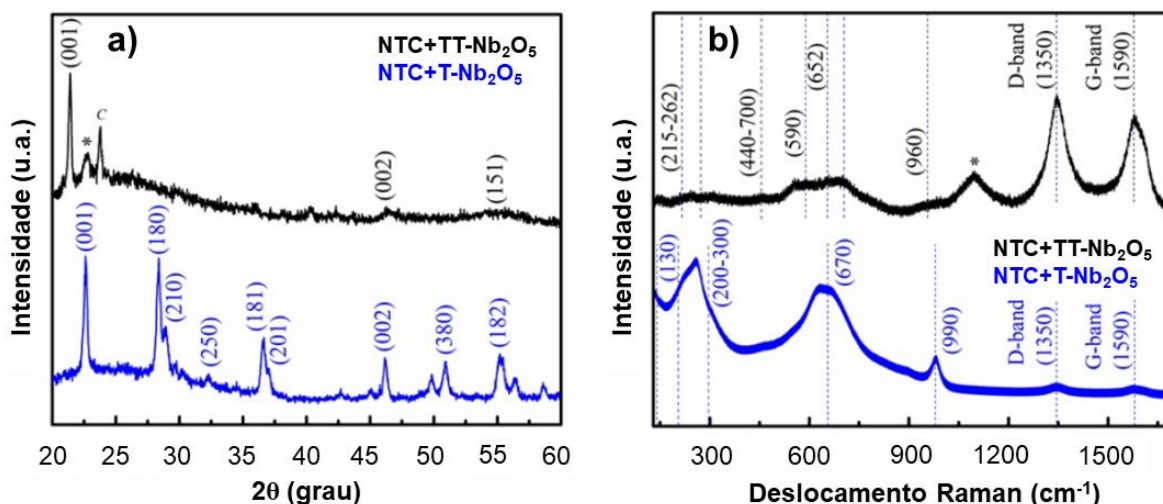 a)
NTC+TT-Nb₂O₅
NTC+T-Nb₂O₅
(001)
*
c
(002)
(151)
(001)
(180)
(210)
(250)
(181)
(201)
(002)
(380)
(182)
Intensidade (u.a.)
20 25 30 35 40 45 50 55 60
2θ (grau)
b)
(215-262)
(440-700)
(590)
(652)
(960)
*
D-band
(1350)
G-band
(1590)
NTC+TT-Nb₂O₅
NTC+T-Nb₂O₅
(130)
(200-300)
(670)
(990)
D-band
(1350)
G-band
(1590)
Intensidade (u.a.)
300 600 900 1200 1500
Deslocamento Raman (cm⁻¹)